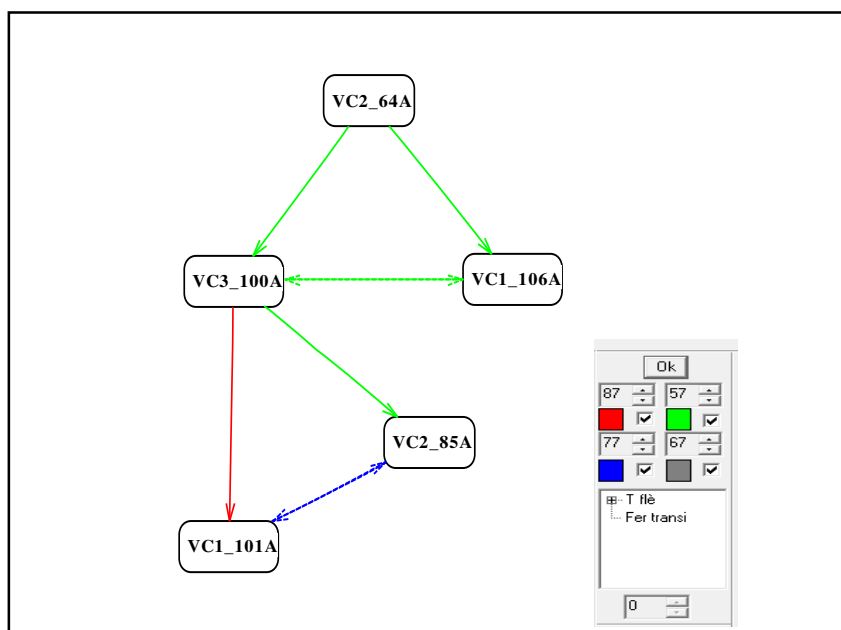 VC2_64A
VC3_100A
VC1_106A
VC2_85A
VC1_101A
Ok
87 57
77 67
T flè
Fer transi
0